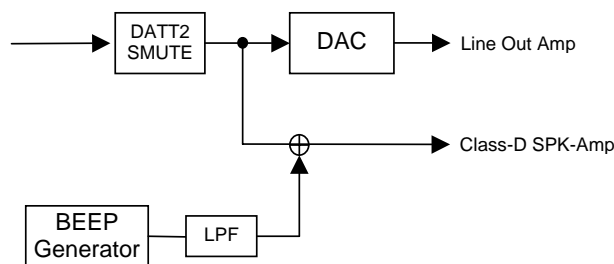 DATT2
SMUTE
DAC
Line Out Amp
Class-D SPK-Amp
BEEP
Generator
LPF